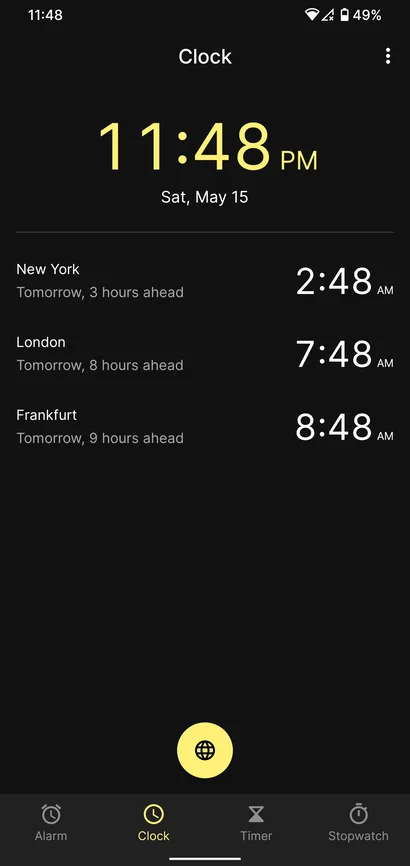 11:48
49%
Clock
11:48 PM
Sat, May 15
New York
Tomorrow, 3 hours ahead
2:48 AM
London
Tomorrow, 8 hours ahead
7:48 AM
Frankfurt
Tomorrow, 9 hours ahead
8:48 AM
Alarm
Clock
Timer
Stopwatch